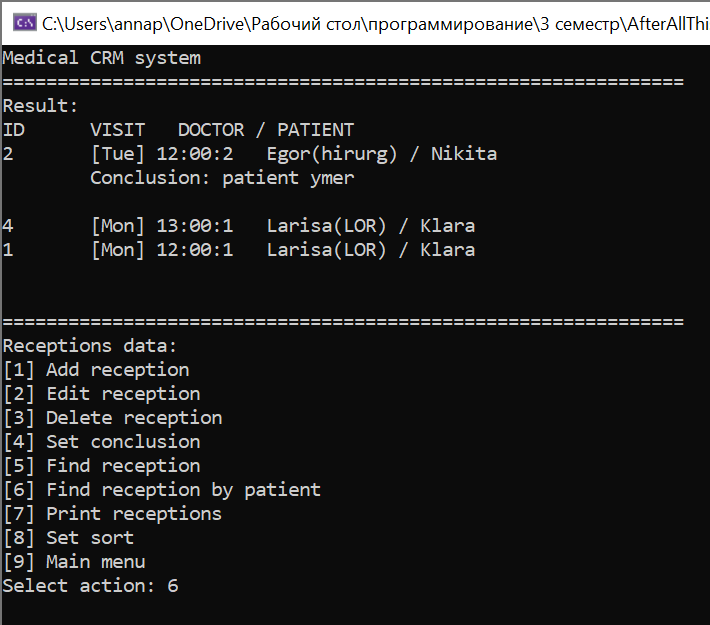 C:\Users\annap\OneDrive\Рабочий стол\программирование\3 семестр\AfterAllThi
Medical CRM system
==============================================================
Result:
ID      VISIT   DOCTOR / PATIENT
2       [Tue] 12:00:2   Egor(hirurg) / Nikita
        Conclusion: patient ymer
4       [Mon] 13:00:1   Larisa(LOR) / Klara
1       [Mon] 12:00:1   Larisa(LOR) / Klara
==============================================================
Receptions data:
[1] Add reception
[2] Edit reception
[3] Delete reception
[4] Set conclusion
[5] Find reception
[6] Find reception by patient
[7] Print receptions
[8] Set sort
[9] Main menu
Select action: 6